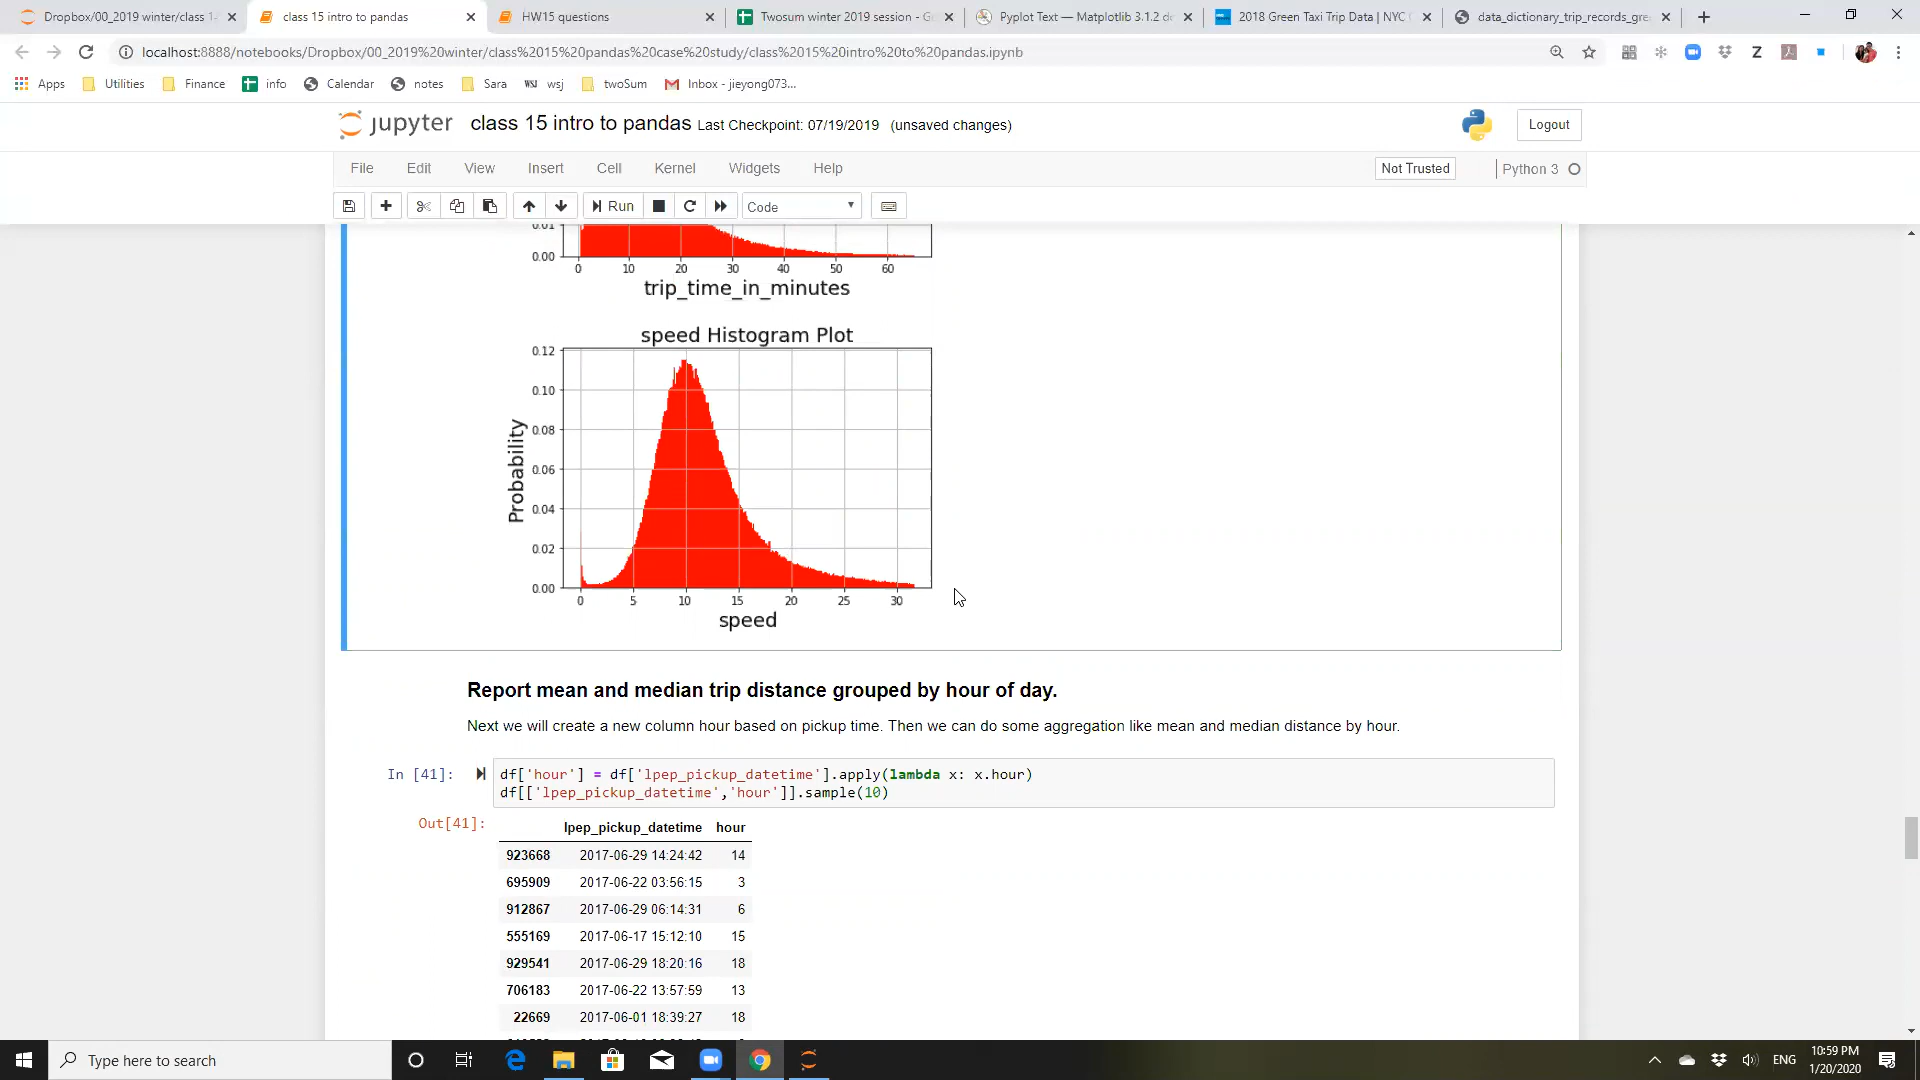 Dropbox/00_2019 winter/class 1
class 15 intro to pandas
HW15 questions
Twosum winter 2019 session - G
Pyplot Text — Matplotlib 3.1.2 d
2018 Green Taxi Trip Data | NYC
data_dictionary_trip_records_gre
localhost:8888/notebooks/Dropbox/00_2019%20winter/class%2015%20pandas%20case%20study/class%2015%20intro%20to%20pandas.ipynb
Apps Utilities Finance info Calendar notes Sara WSJ wsj twoSum Inbox - jieyong073...
jupyter class 15 intro to pandas Last Checkpoint: 07/19/2019 (unsaved changes)
Logout
File Edit View Insert Cell Kernel Widgets Help Not Trusted Python 3
Run Code
0.01
0.00
0 10 20 30 40 50 60
trip_time_in_minutes
speed Histogram Plot
0.12
0.10
0.08
0.06
0.04
0.02
0.00
Probability
0 5 10 15 20 25 30
speed
Report mean and median trip distance grouped by hour of day.
Next we will create a new column hour based on pickup time. Then we can do some aggregation like mean and median distance by hour.
In [41]: df['hour'] = df['lpep_pickup_datetime'].apply(lambda x: x.hour)
df[['lpep_pickup_datetime','hour']].sample(10)
Out[41]:
lpep_pickup_datetime hour
923668 2017-06-29 14:24:42 14
695909 2017-06-22 03:56:15 3
912867 2017-06-29 06:14:31 6
555169 2017-06-17 15:12:10 15
929541 2017-06-29 18:20:16 18
706183 2017-06-22 13:57:59 13
22669 2017-06-01 18:39:27 18
Type here to search
ENG
10:59 PM
1/20/2020